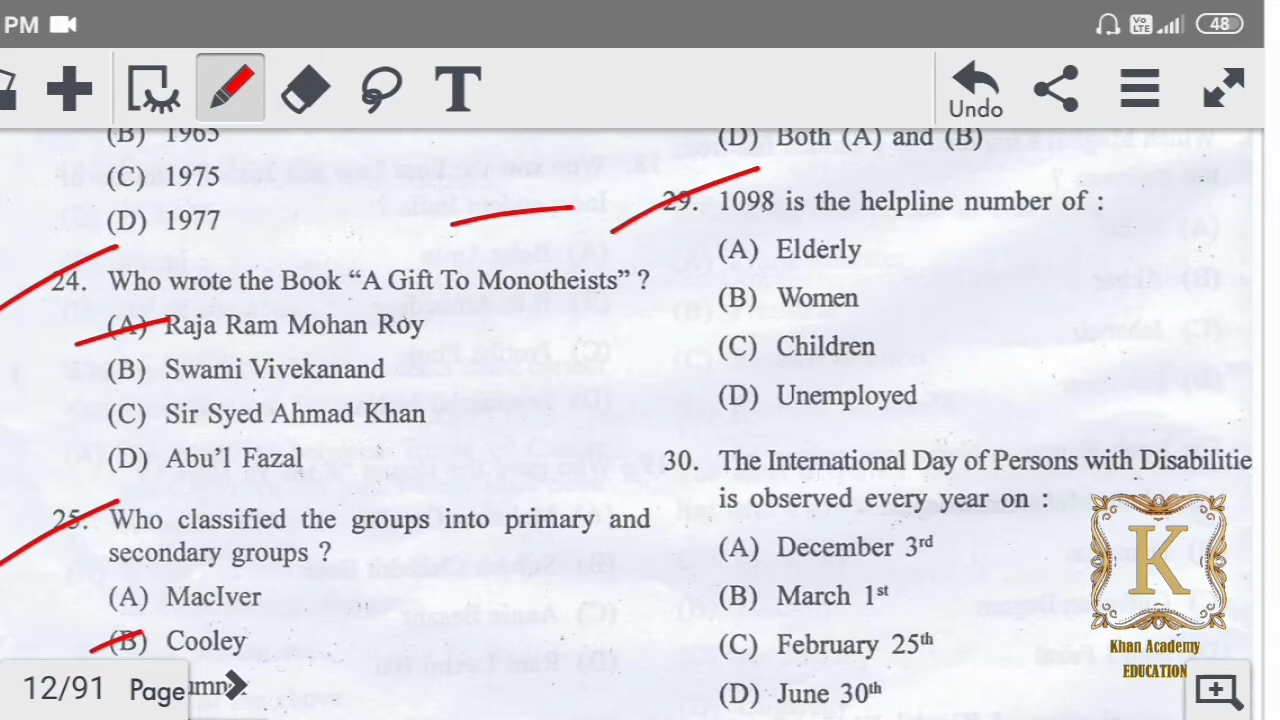 PM
Vo LTE 48
T
Undo
(B) 1965
(C) 1975
(D) 1977
24. Who wrote the Book “A Gift To Monotheists” ?
(A) Raja Ram Mohan Roy
(B) Swami Vivekanand
(C) Sir Syed Ahmad Khan
(D) Abu’l Fazal
25. Who classified the groups into primary and
secondary groups ?
(A) MacIver
(B) Cooley
12/91 Page
(D) Both (A) and (B)
29. 1098 is the helpline number of :
(A) Elderly
(B) Women
(C) Children
(D) Unemployed
30. The International Day of Persons with Disabilitie
is observed every year on :
(A) December 3rd
(B) March 1st
(C) February 25th
(D) June 30th
K
Khan Academy
EDUCATION